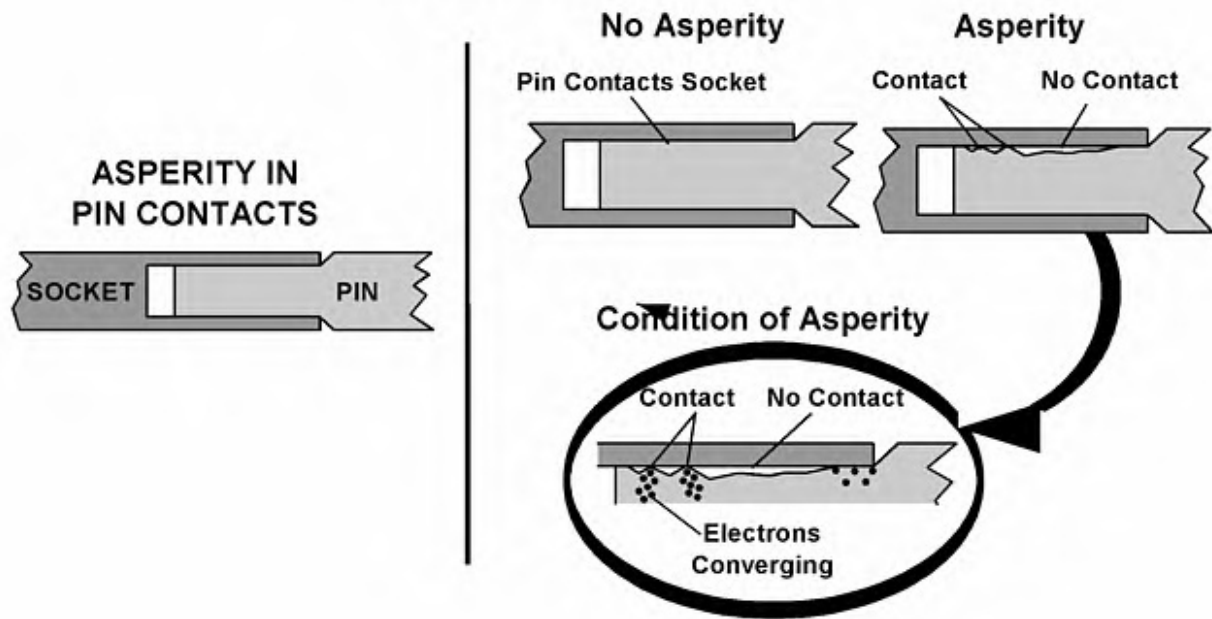 ASPERITY IN
PIN CONTACTS
SOCKET
PIN
No Asperity
Pin Contacts Socket
Asperity
Contact
No Contact
Condition of Asperity
Contact
No Contact
Electrons
Converging